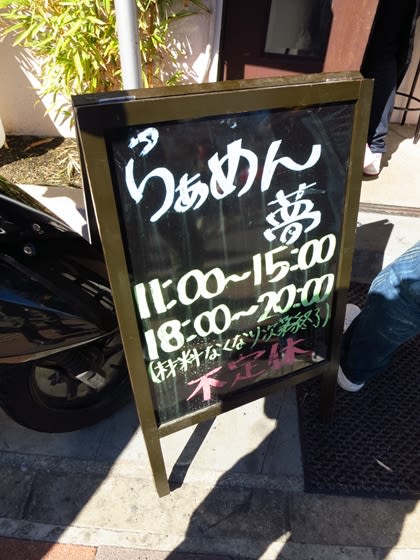 らぁめん
夢
11:00～15:00
18:00～20:00
(材料なくなり次第終了)
不定休